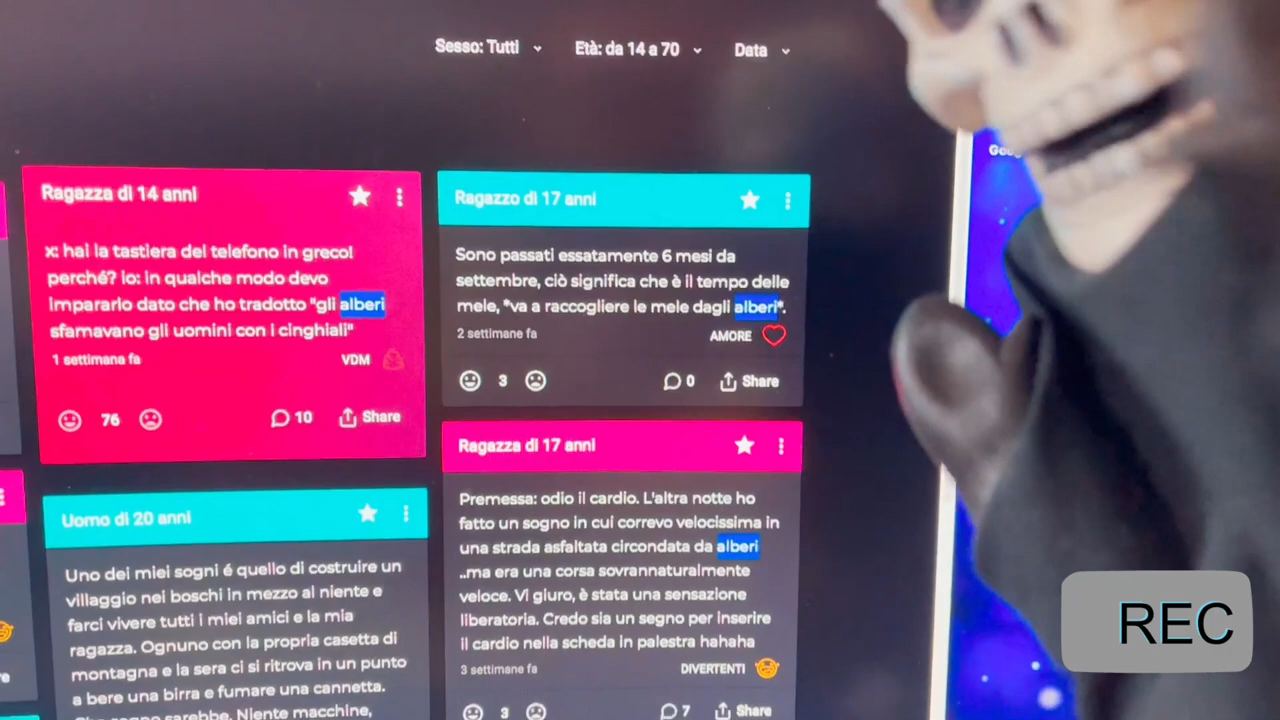 Sesso: Tutti
Età: da 14 a 70
Data
Ragazza di 14 anni
x: hai la tastiera del telefono in greco!
perché? io: in qualche modo devo
impararlo dato che ho tradotto "gli alberi
sfamavano gli uomini con i cinghiali"
1 settimana fa
VDM
76
10
Share
Uomo di 20 anni
Uno dei miei sogni é quello di costruire un
villaggio nei boschi in mezzo al niente e
farci vivere tutti i miei amici e la mia
ragazza. Ognuno con la propria casetta di
montagna e la sera ci si ritrova in un punto
a bere una birra e fumare una cannetta.
sarebbe. Niente macchine,
Ragazzo di 17 anni
Sono passati essatamente 6 mesi da
settembre, ciò significa che è il tempo delle
mele, *va a raccogliere le mele dagli alberi*.
2 settimane fa
AMORE
3
0
Share
Ragazza di 17 anni
Premessa: odio il cardio. L'altra notte ho
fatto un sogno in cui correvo velocissima in
una strada asfaltata circondata da alberi
..ma era una corsa sovrannaturalmente
veloce. Vi giuro, è stata una sensazione
liberatoria. Credo sia un segno per inserire
il cardio nella scheda in palestra hahaha
3 settimane fa
DIVERTENTI
3
7
Share
REC